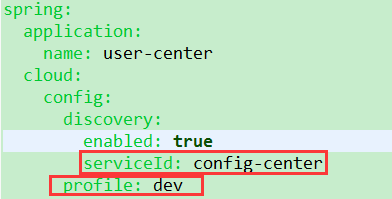 spring:
  application:
    name: user-center
  cloud:
    config:
      discovery:
        enabled: true
        serviceId: config-center
      profile: dev